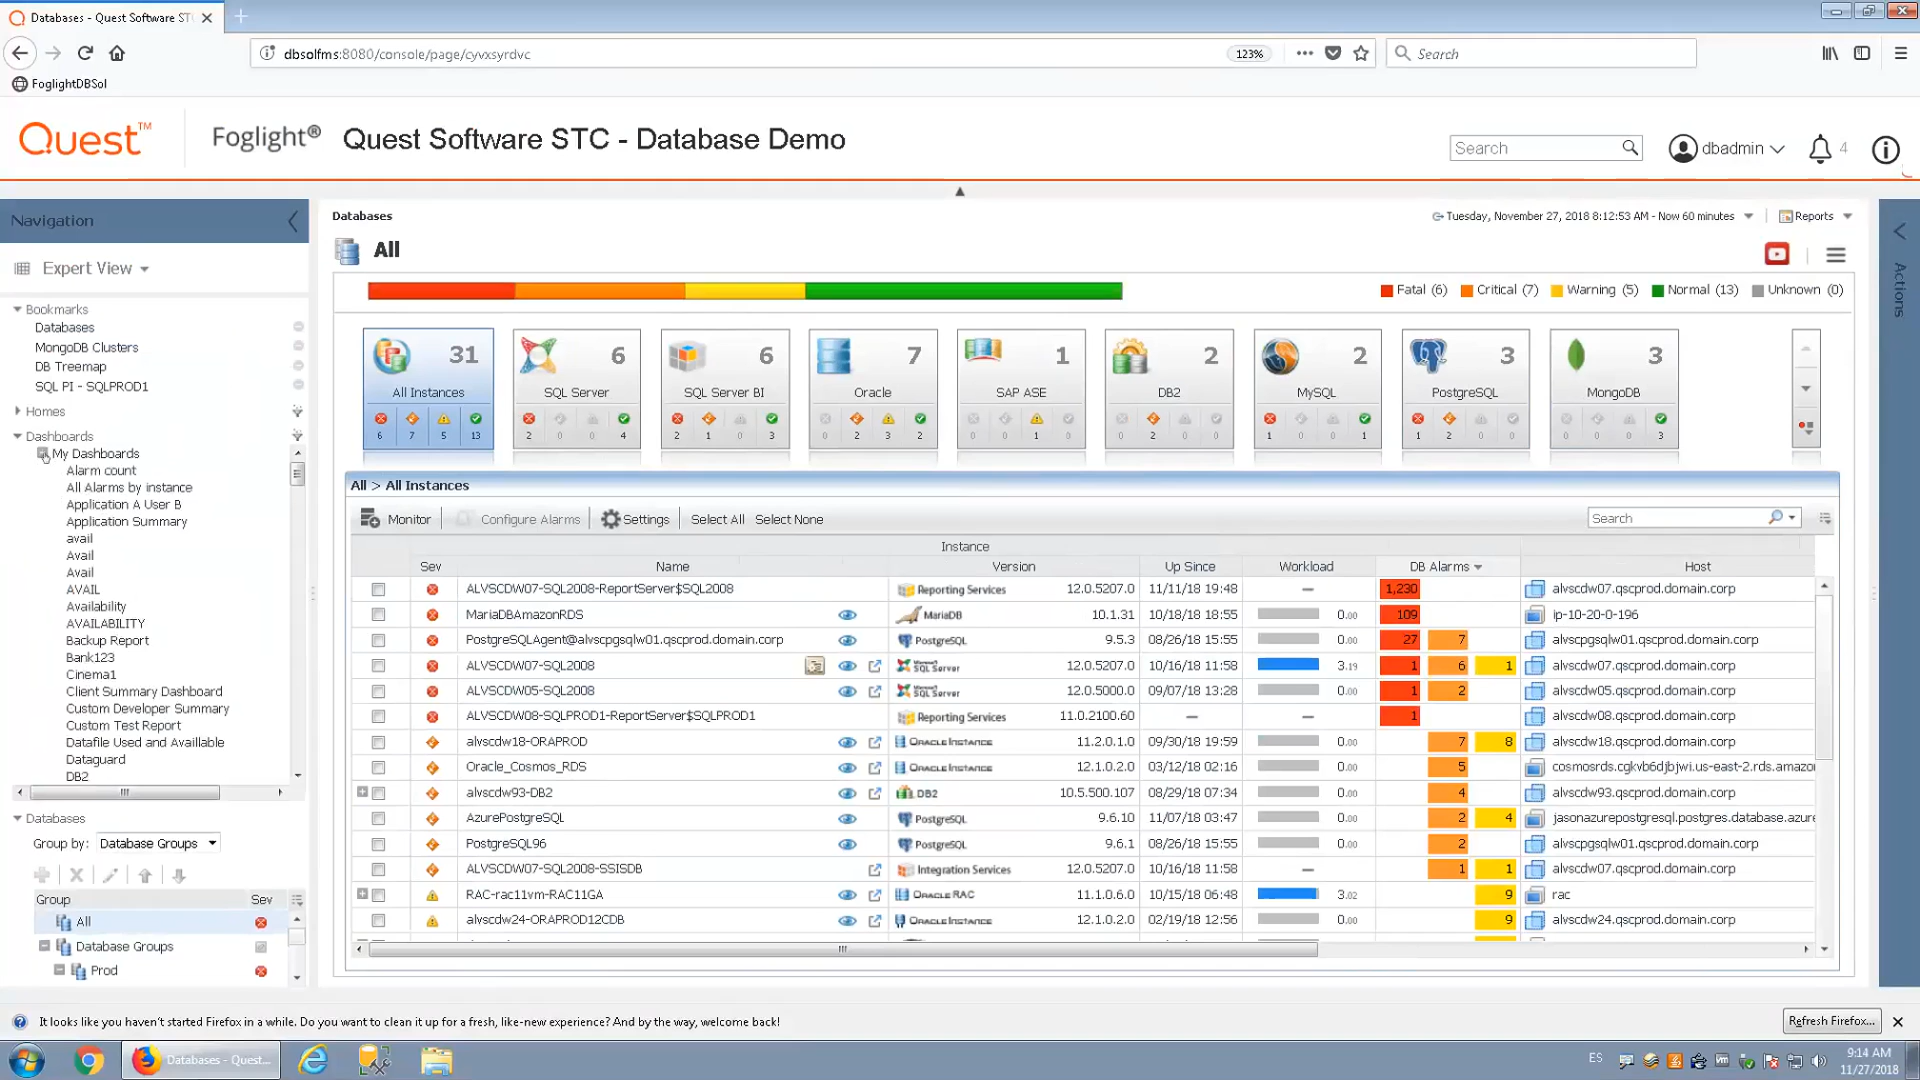 Databases - Quest Software ST
dbsolfms:8080/console/page/cyvxsyrdvc
123%
Search
FoglightDBSol
Quest™
Foglight®
Quest Software STC - Database Demo
Search
dbadmin
4
Navigation
Expert View
Bookmarks
Databases
MongoDB Clusters
DB Treemap
SQL PI - SQLPROD1
Homes
Dashboards
My Dashboards
Alarm count
All Alarms by instance
Application A User B
Application Summary
avail
Avail
Avail
AVAIL
Availability
AVAILABILITY
Backup Report
Bank123
Cinema1
Client Summary Dashboard
Custom Developer Summary
Custom Test Report
Datafile Used and Availlable
Dataguard
DB2
Databases
Group by: Database Groups
Group Sev
All
Database Groups
Prod
Databases
Tuesday, November 27, 2018 8:12:53 AM - Now 60 minutes
Reports
All
Fatal (6) Critical (7) Warning (5) Normal (13) Unknown (0)
31 All Instances 6 7 5 13
6 SQL Server 2 0 0 4
6 SQL Server BI 2 1 0 3
7 Oracle 0 2 3 2
1 SAP ASE 0 0 1 0
2 DB2 0 2 0 0
2 MySQL 1 0 0 1
3 PostgreSQL 1 2 0 0
3 MongoDB 0 0 0 3
All > All Instances
Monitor Configure Alarms Settings Select All Select None
Search
Instance
Sev Name Version Up Since Workload DB Alarms Host
ALVSCDW07-SQL2008-ReportServer$SQL2008 Reporting Services 12.0.5207.0 11/11/18 19:48 — 1,230 alvscdw07.qscprod.domain.corp
MariaDBAmazonRDS MariaDB 10.1.31 10/18/18 18:55 0.00 109 ip-10-20-0-196
PostgreSQLAgent@alvscpgsqlw01.qscprod.domain.corp PostgreSQL 9.5.3 08/26/18 15:55 0.00 27 7 alvscpgsqlw01.qscprod.domain.corp
ALVSCDW07-SQL2008 Microsoft SQL Server 12.0.5207.0 10/16/18 11:58 3.19 1 6 1 alvscdw07.qscprod.domain.corp
ALVSCDW05-SQL2008 Microsoft SQL Server 12.0.5000.0 09/07/18 13:28 0.00 1 2 alvscdw05.qscprod.domain.corp
ALVSCDW08-SQLPROD1-ReportServer$SQLPROD1 Reporting Services 11.0.2100.60 — — 1 alvscdw08.qscprod.domain.corp
alvscdw18-ORAPROD Oracle Instance 11.2.0.1.0 09/30/18 19:59 0.00 7 8 alvscdw18.qscprod.domain.corp
Oracle_Cosmos_RDS Oracle Instance 12.1.0.2.0 03/12/18 02:16 0.00 5 cosmosrds.cgkvb6djbjwi.us-east-2.rds.amazo
alvscdw93-DB2 DB2 10.5.500.107 08/29/18 07:34 0.00 4 alvscdw93.qscprod.domain.corp
AzurePostgreSQL PostgreSQL 9.6.10 11/07/18 03:47 0.00 2 4 jasonazurepostgresql.postgres.database.azure
PostgreSQL96 PostgreSQL 9.6.1 08/26/18 15:55 0.00 2 alvscpgsqlw01.qscprod.domain.corp
ALVSCDW07-SQL2008-SSISDB Integration Services 12.0.5207.0 10/16/18 11:58 — 1 1 alvscdw07.qscprod.domain.corp
RAC-rac11vm-RAC11GA Oracle RAC 11.1.0.6.0 10/15/18 06:48 3.02 9 rac
alvscdw24-ORAPROD12CDB Oracle Instance 12.1.0.2.0 02/19/18 12:56 0.00 9 alvscdw24.qscprod.domain.corp
Actions
It looks like you haven't started Firefox in a while. Do you want to clean it up for a fresh, like-new experience? And by the way, welcome back!
Refresh Firefox...
Databases - Quest...
ES
9:14 AM
11/27/2018